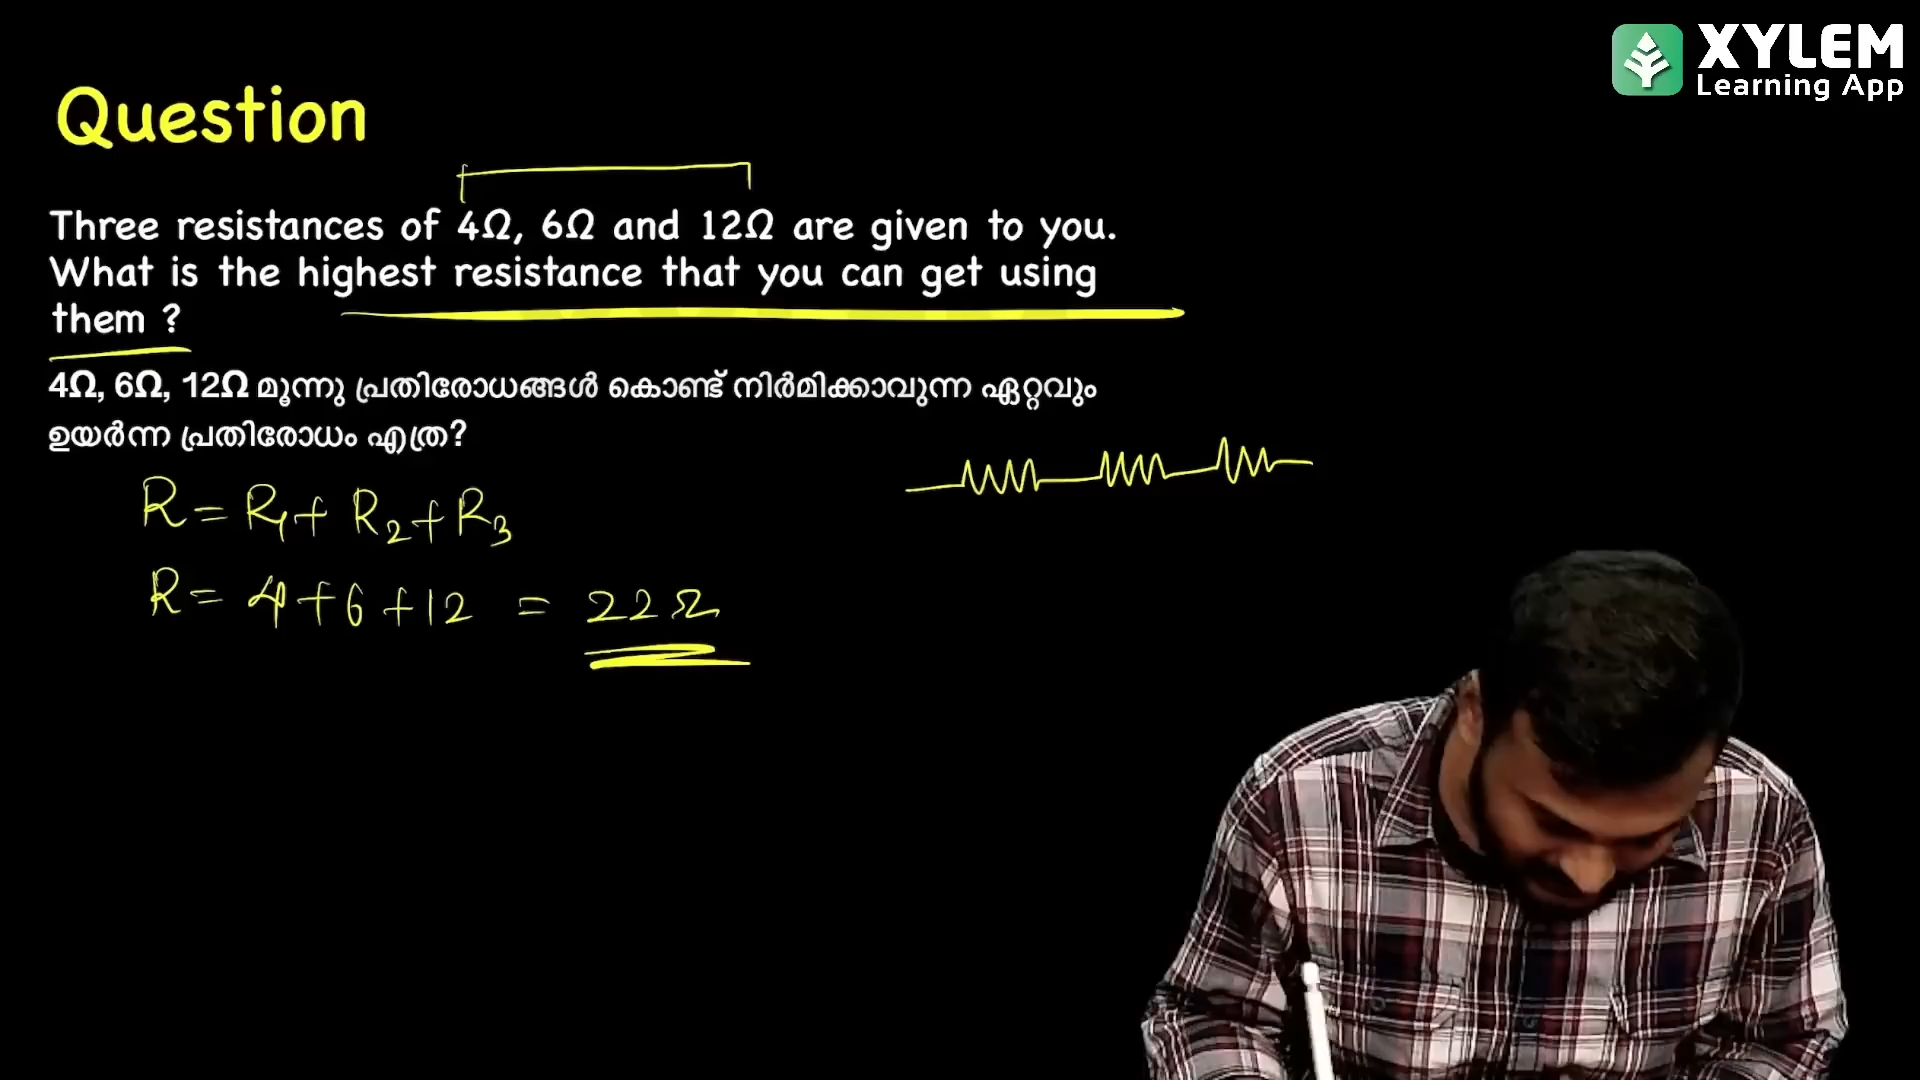 XYLEM
Learning App
Question
Three resistances of 4Ω, 6Ω and 12Ω are given to you.
What is the highest resistance that you can get using
them ?
4Ω, 6Ω, 12Ω മൂന്നു പ്രതിരോധങ്ങൾ കൊണ്ട് നിർമിക്കാവുന്ന ഏറ്റവും
ഉയർന്ന പ്രതിരോധം എത്ര?
R = R₁ + R₂ + R₃
R = 4 + 6 + 12 = 22 Ω